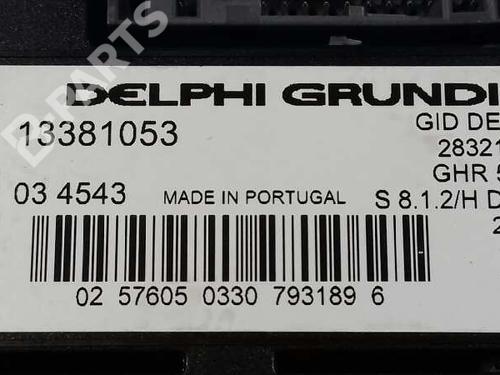 B-PARTS
DELPHI GRUNDI
13381053
GID DE
28321
GHR 5
03 4543 MADE IN PORTUGAL S 8.1.2/H D
2
02 57605 0330 793189 6